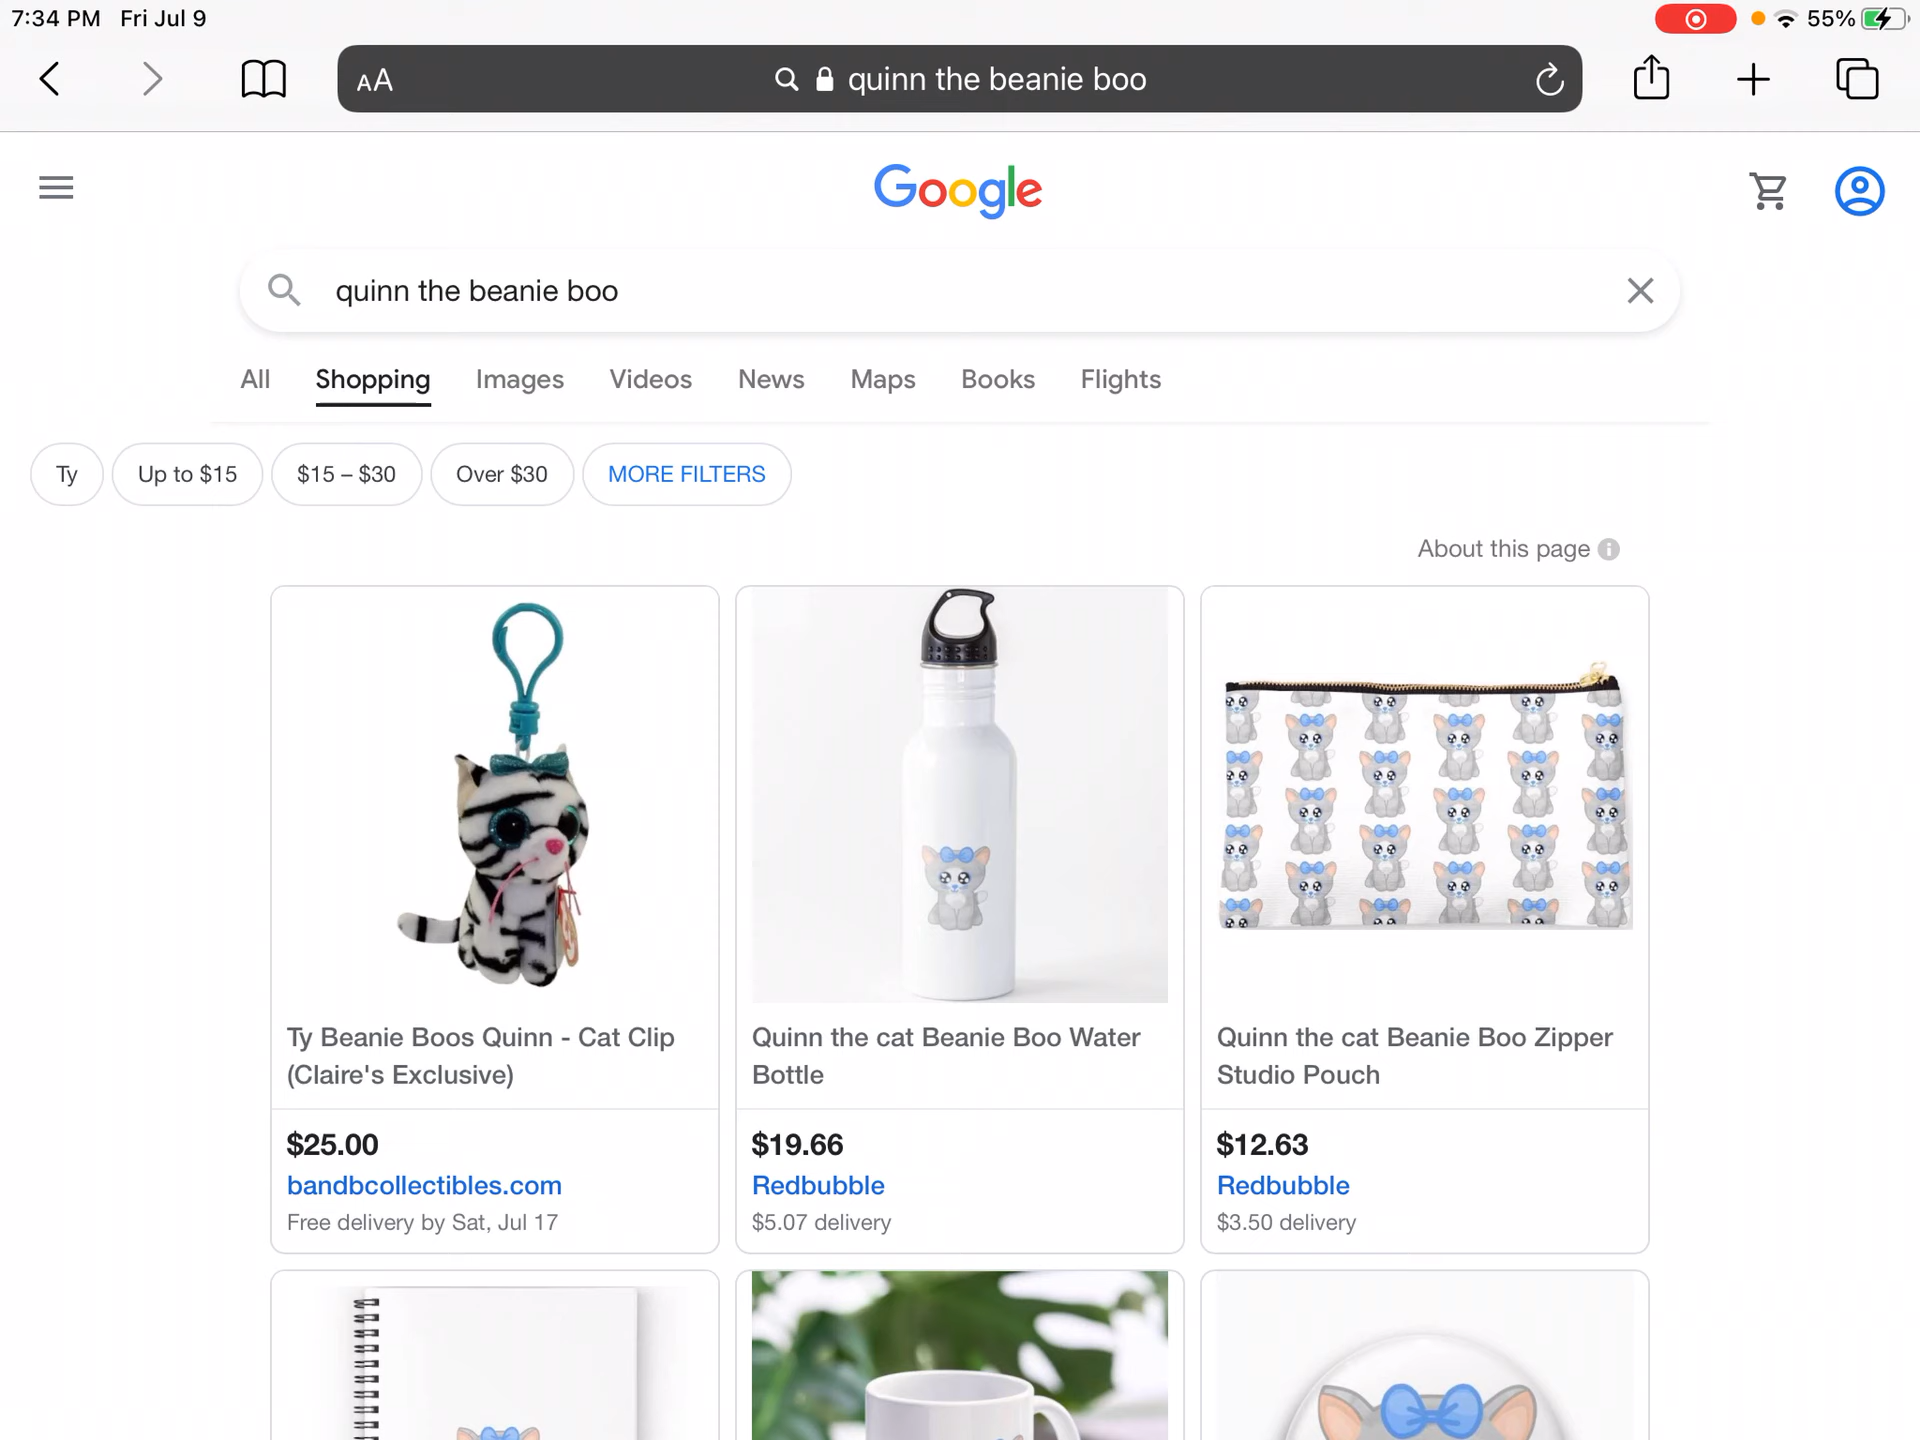 7:34 PM Fri Jul 9
55%
AA quinn the beanie boo
Google
quinn the beanie boo
All Shopping Images Videos News Maps Books Flights
Ty Up to $15 $15 – $30 Over $30 MORE FILTERS
About this page
Ty Beanie Boos Quinn - Cat Clip
(Claire's Exclusive)
$25.00
bandbcollectibles.com
Free delivery by Sat, Jul 17
Quinn the cat Beanie Boo Water
Bottle
$19.66
Redbubble
$5.07 delivery
Quinn the cat Beanie Boo Zipper
Studio Pouch
$12.63
Redbubble
$3.50 delivery